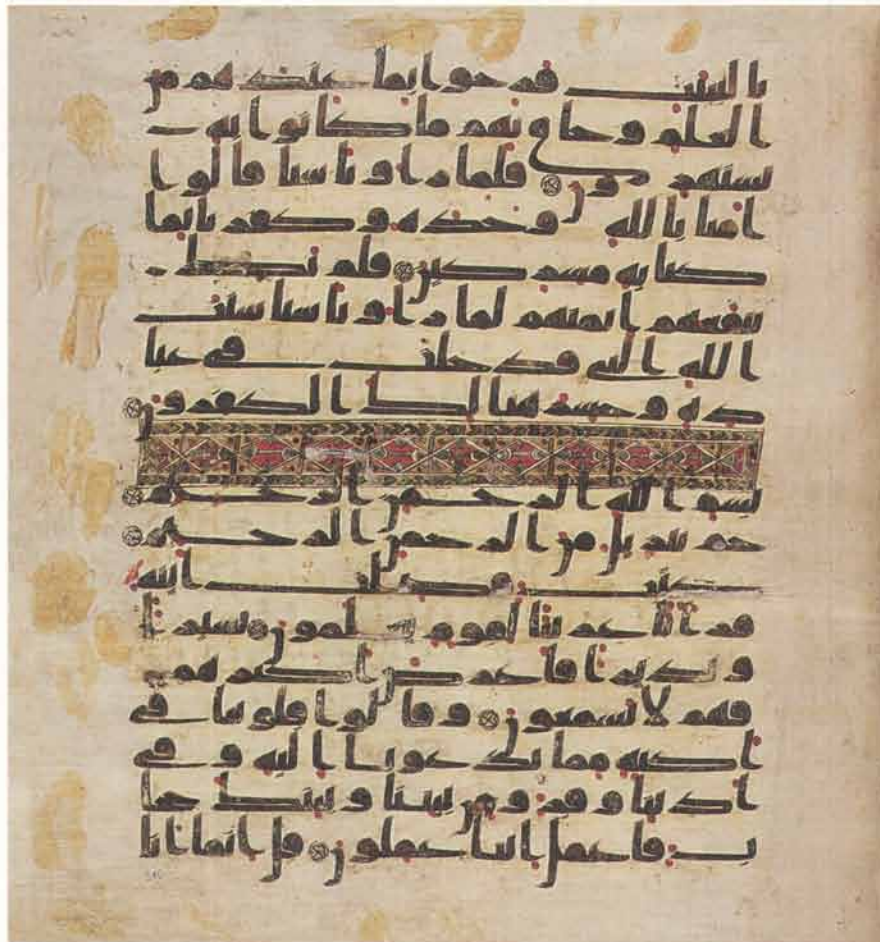 بالبينت فرحوا بما عندهم من
العلم وحاق بهم ما كانوا به
يستهزون فلما راوا باسنا قالوا
امنا بالله وحده وكفرنا بما
كنا به مشركين فلم يك
ينفعهم ايمنهم لما راوا باسنا سنت
الله التي قد خلت في عبا
ده وخسر هنالك الكفرون
بسم الله الرحمن الرحيم
حم تنزيل من الرحمن الرحيم
كتب فصلت ايته
قرانا عربيا لقوم يعلمون بشيرا
ونذيرا فاعرض اكثرهم
فهم لا يسمعون وقالوا قلوبنا في
اكنة مما تدعونا اليه وفي
اذاننا وقر ومن بيننا وبينك حجا
ب فاعمل اننا عملون قل انما انا